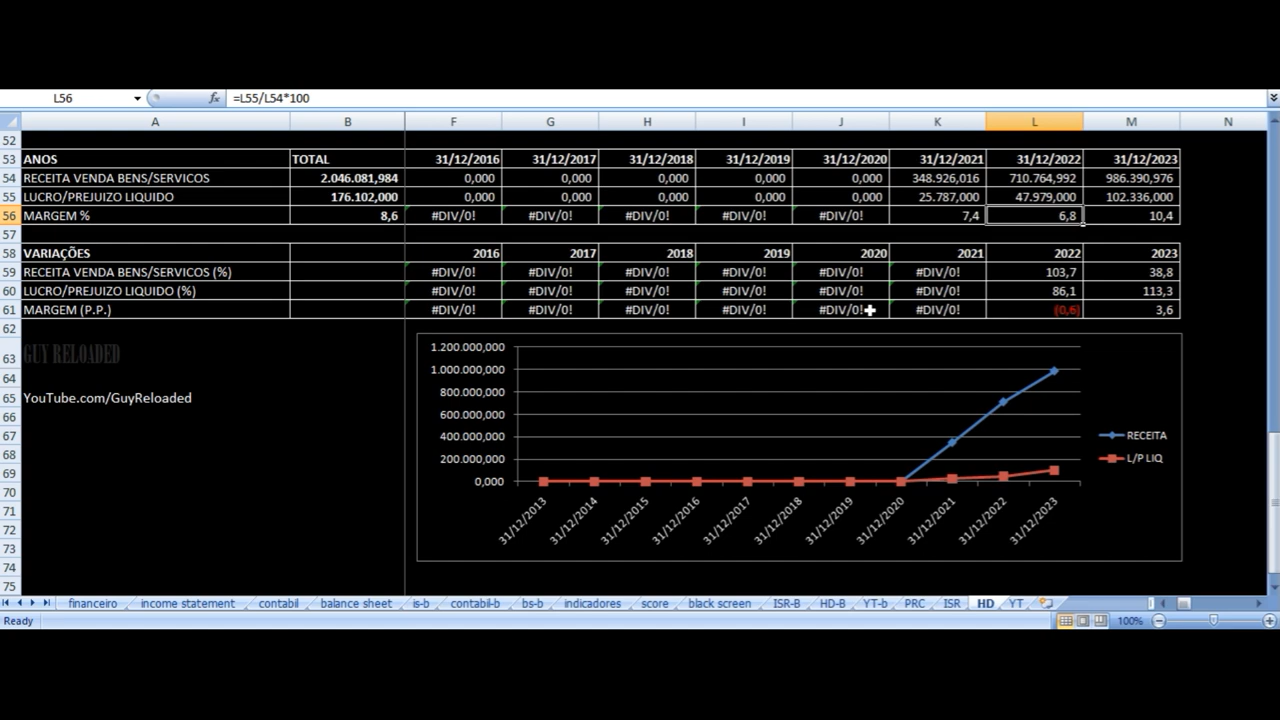 L56 fx =L55/L54*100
A B F G H I J K L M N
52
53 ANOS TOTAL 31/12/2016 31/12/2017 31/12/2018 31/12/2019 31/12/2020 31/12/2021 31/12/2022 31/12/2023
54 RECEITA VENDA BENS/SERVICOS 2.046.081,984 0,000 0,000 0,000 0,000 0,000 348.926,016 710.764,992 986.390,976
55 LUCRO/PREJUIZO LIQUIDO 176.102,000 0,000 0,000 0,000 0,000 0,000 25.787,000 47.979,000 102.336,000
56 MARGEM % 8,6 #DIV/0! #DIV/0! #DIV/0! #DIV/0! #DIV/0! 7,4 6,8 10,4
57
58 VARIAÇÕES 2016 2017 2018 2019 2020 2021 2022 2023
59 RECEITA VENDA BENS/SERVICOS (%) #DIV/0! #DIV/0! #DIV/0! #DIV/0! #DIV/0! #DIV/0! 103,7 38,8
60 LUCRO/PREJUIZO LIQUIDO (%) #DIV/0! #DIV/0! #DIV/0! #DIV/0! #DIV/0! #DIV/0! 86,1 113,3
61 MARGEM (P.P.) #DIV/0! #DIV/0! #DIV/0! #DIV/0! #DIV/0! #DIV/0! (0,6) 3,6
62
63 GUY RELOADED
64
65 YouTube.com/GuyReloaded
66
67
68
69
70
71
72
73
74
75
1.200.000,000
1.000.000,000
800.000,000
600.000,000
400.000,000
200.000,000
0,000
31/12/2013 31/12/2014 31/12/2015 31/12/2016 31/12/2017 31/12/2018 31/12/2019 31/12/2020 31/12/2021 31/12/2022 31/12/2023
RECEITA
L/P LIQ
financeiro income statement contabil balance sheet is-b contabil-b bs-b indicadores score black screen ISR-B HD-B YT-b PRC ISR HD YT
Ready 100%